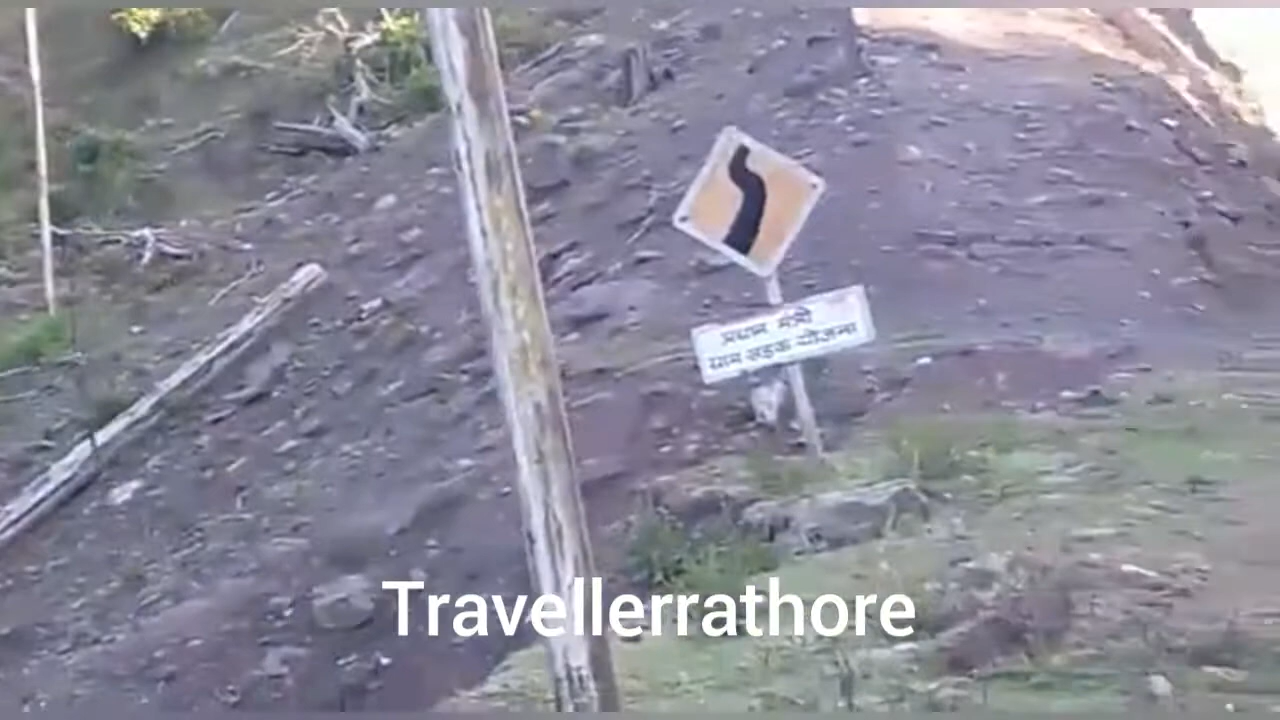 प्रधान मंत्री
ग्राम सड़क योजना
Travellerrathore